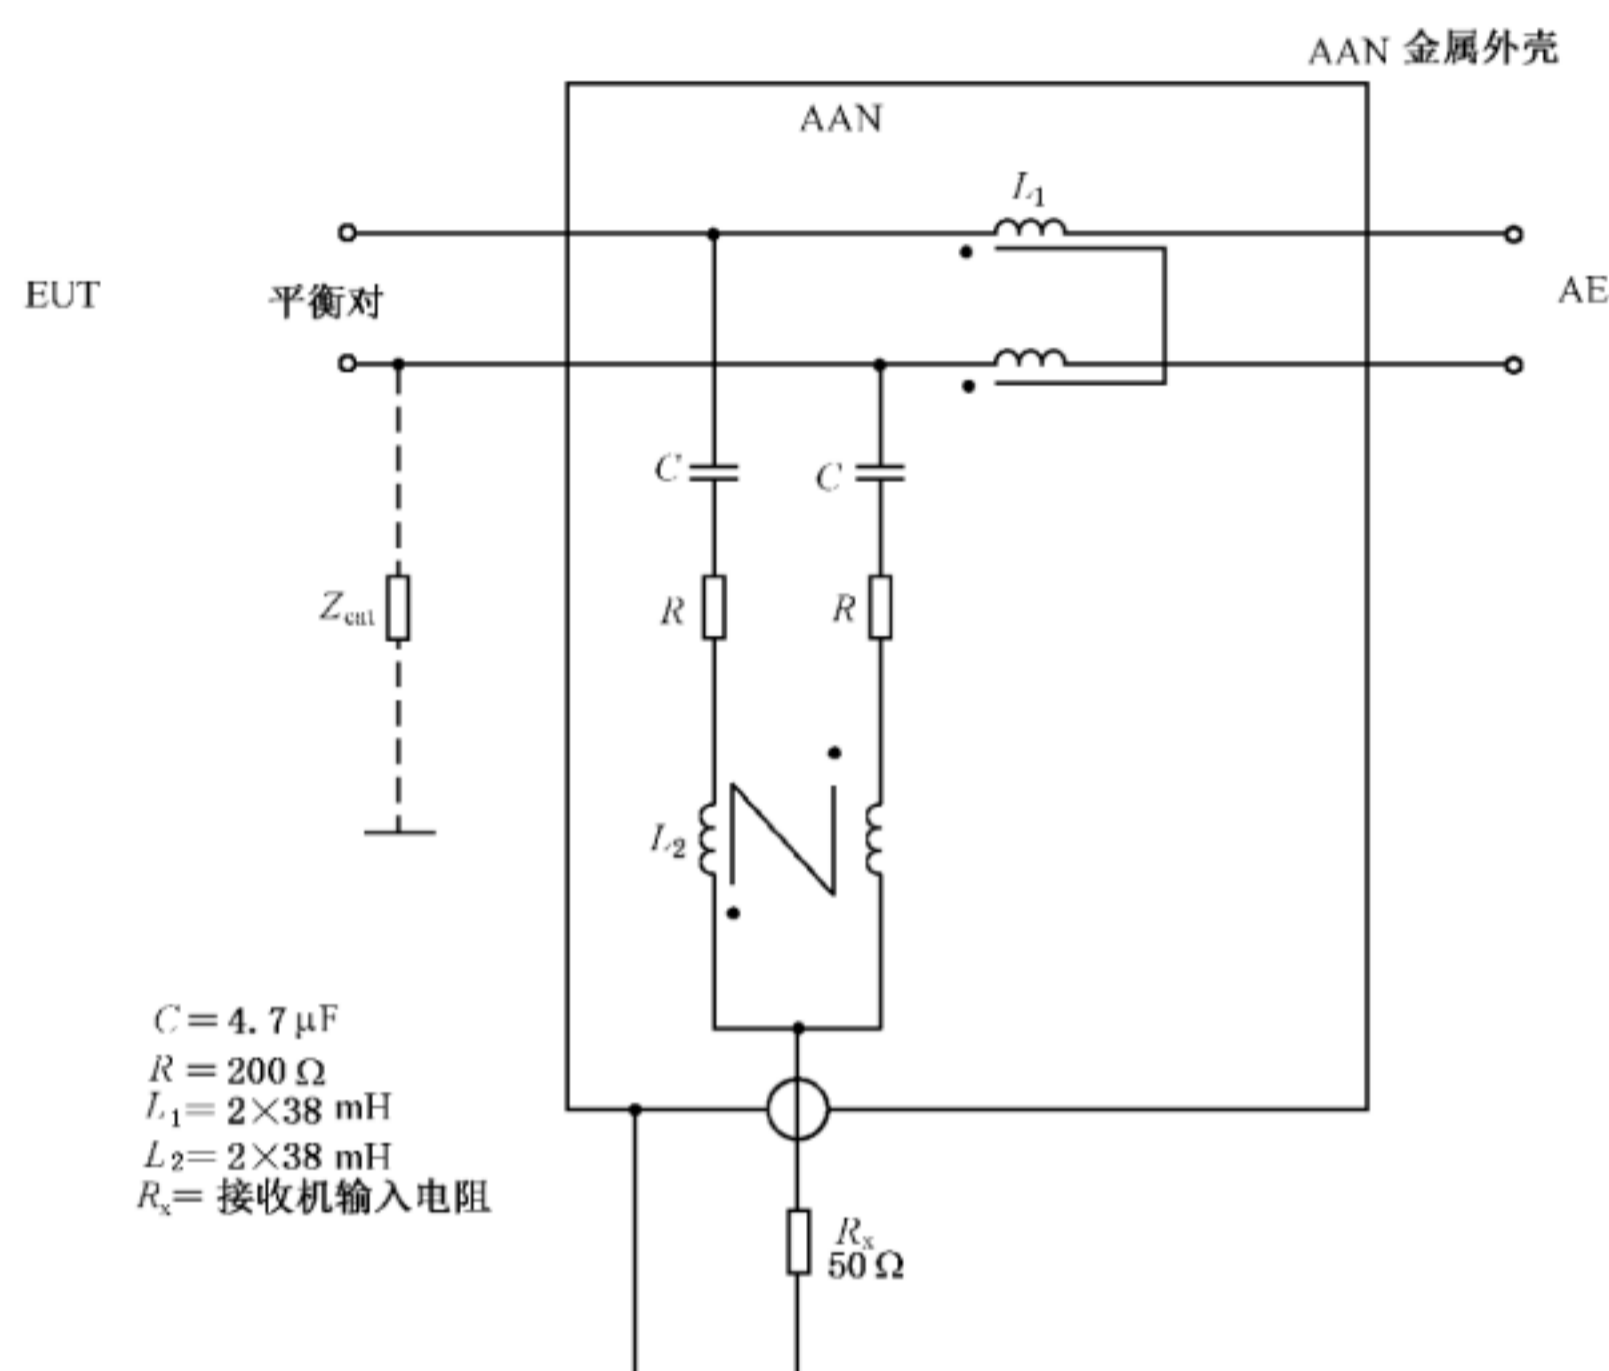 AAN 金属外壳
AAN
L1
EUT
平衡对
AE
C
C
Zcat
R
R
L2
C = 4.7 μF
R = 200 Ω
L1= 2×38 mH
L2= 2×38 mH
Rx= 接收机输入电阻
Rx
50 Ω